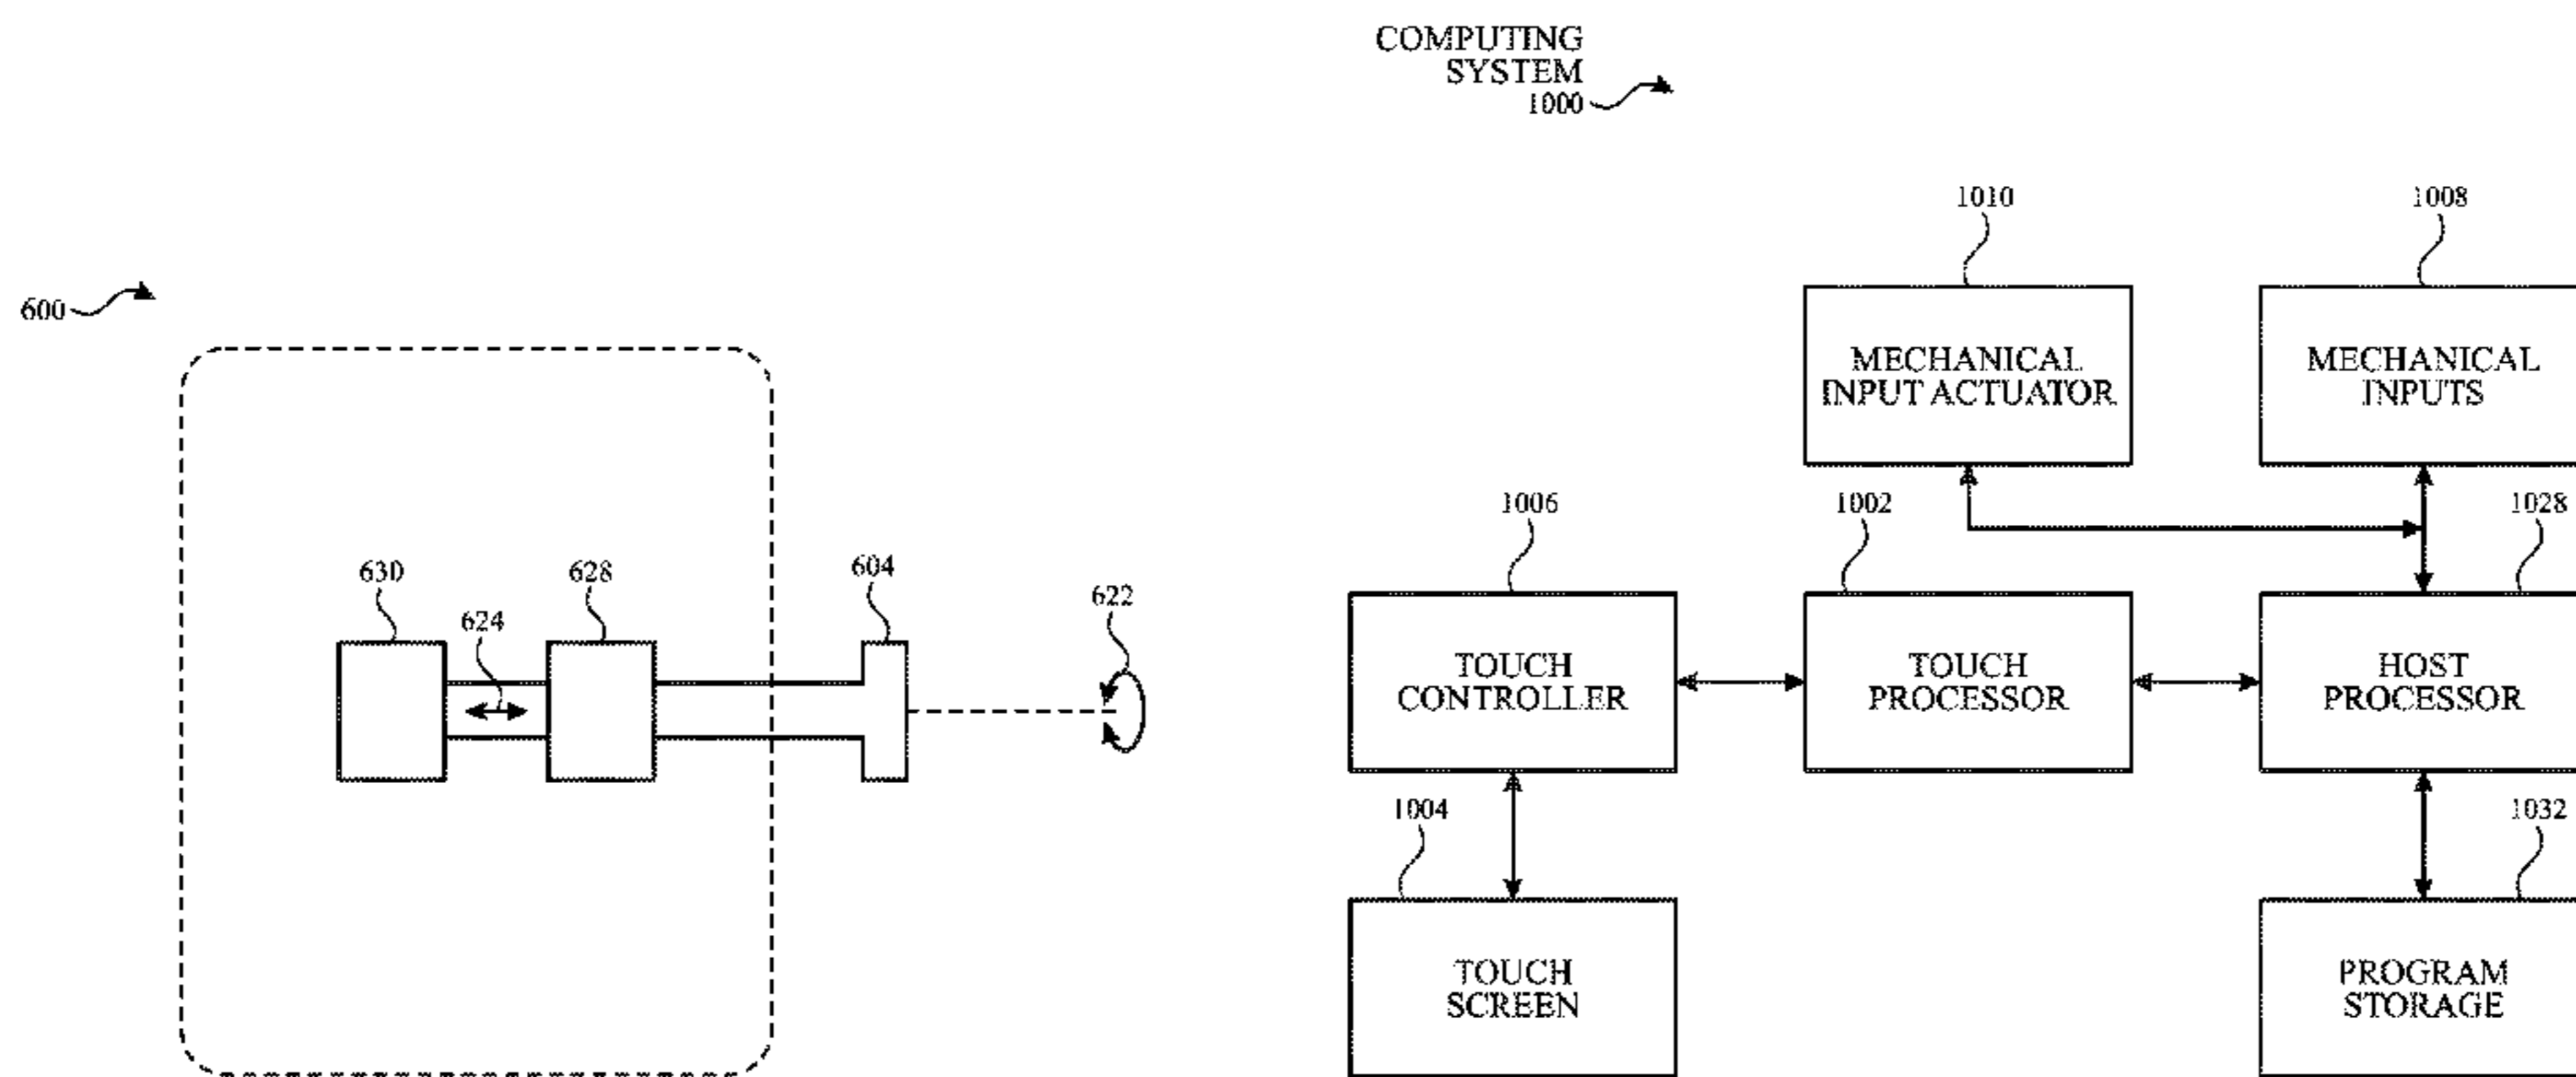 COMPUTING
SYSTEM
1000
600
630
624
628
604
622
1010
1008
MECHANICAL
INPUT ACTUATOR
MECHANICAL
INPUTS
1006
1002
1028
TOUCH
CONTROLLER
TOUCH
PROCESSOR
HOST
PROCESSOR
1004
1032
TOUCH
SCREEN
PROGRAM
STORAGE